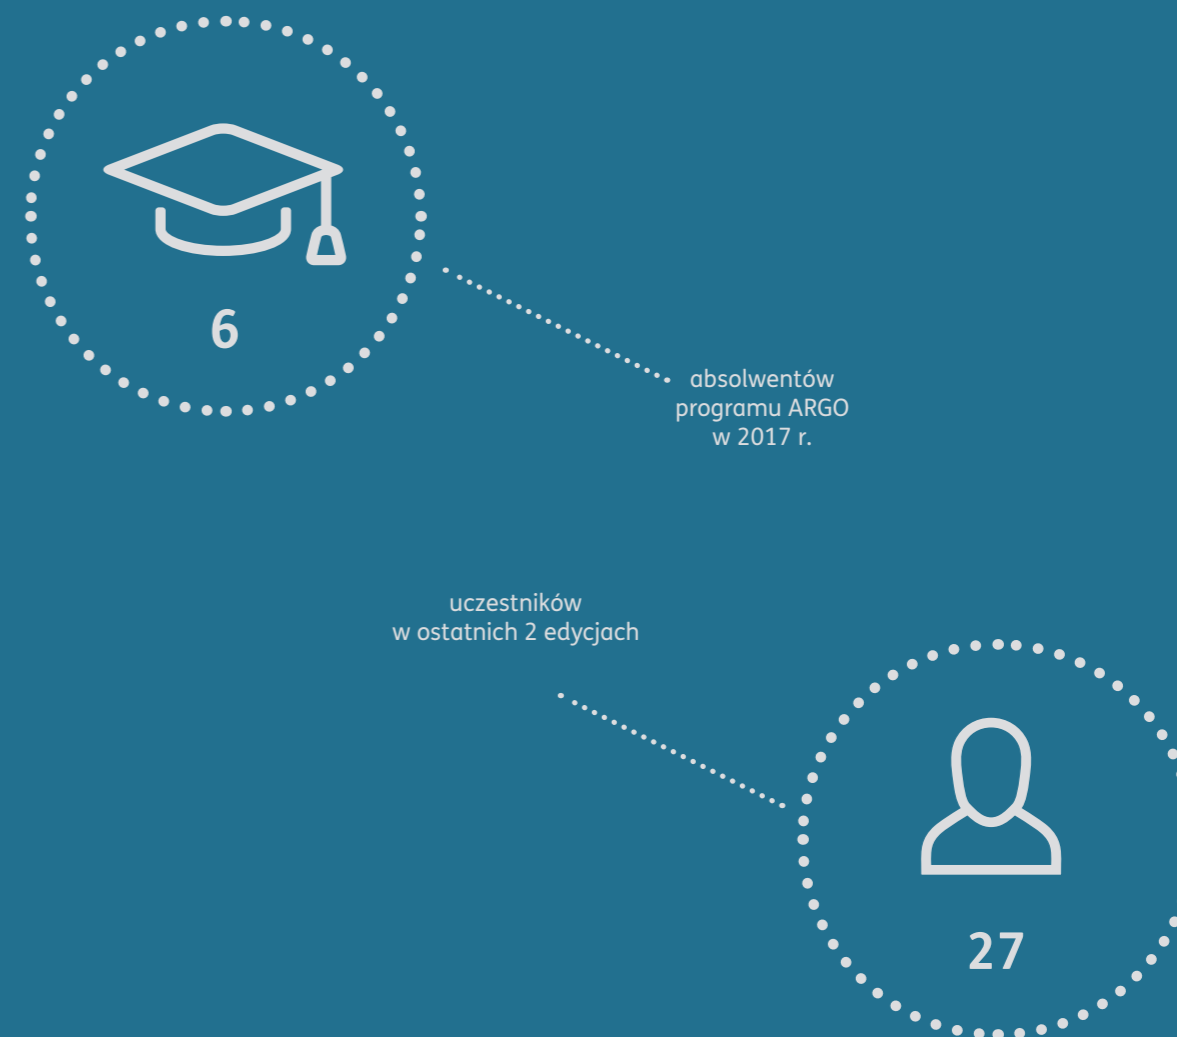 6
absolwentów
programu ARGO
w 2017 r.
uczestników
w ostatnich 2 edycjach
27